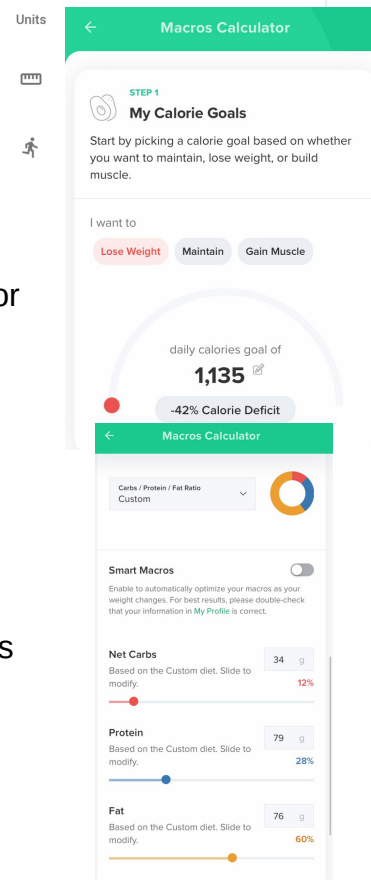 Units
Macros Calculator
STEP 1
My Calorie Goals
Start by picking a calorie goal based on whether
you want to maintain, lose weight, or build
muscle.
I want to
Lose Weight Maintain Gain Muscle
or
daily calories goal of
1,135
-42% Calorie Deficit
Macros Calculator
Carbs / Protein / Fat Ratio
Custom
Smart Macros
Enable to automatically optimize your macros as your
weight changes. For best results, please double-check
that your information in My Profile is correct.
s
Net Carbs
34 g
Based on the Custom diet. Slide to
modify.
12%
Protein
79 g
Based on the Custom diet. Slide to
modify.
28%
Fat
76 g
Based on the Custom diet. Slide to
modify.
60%